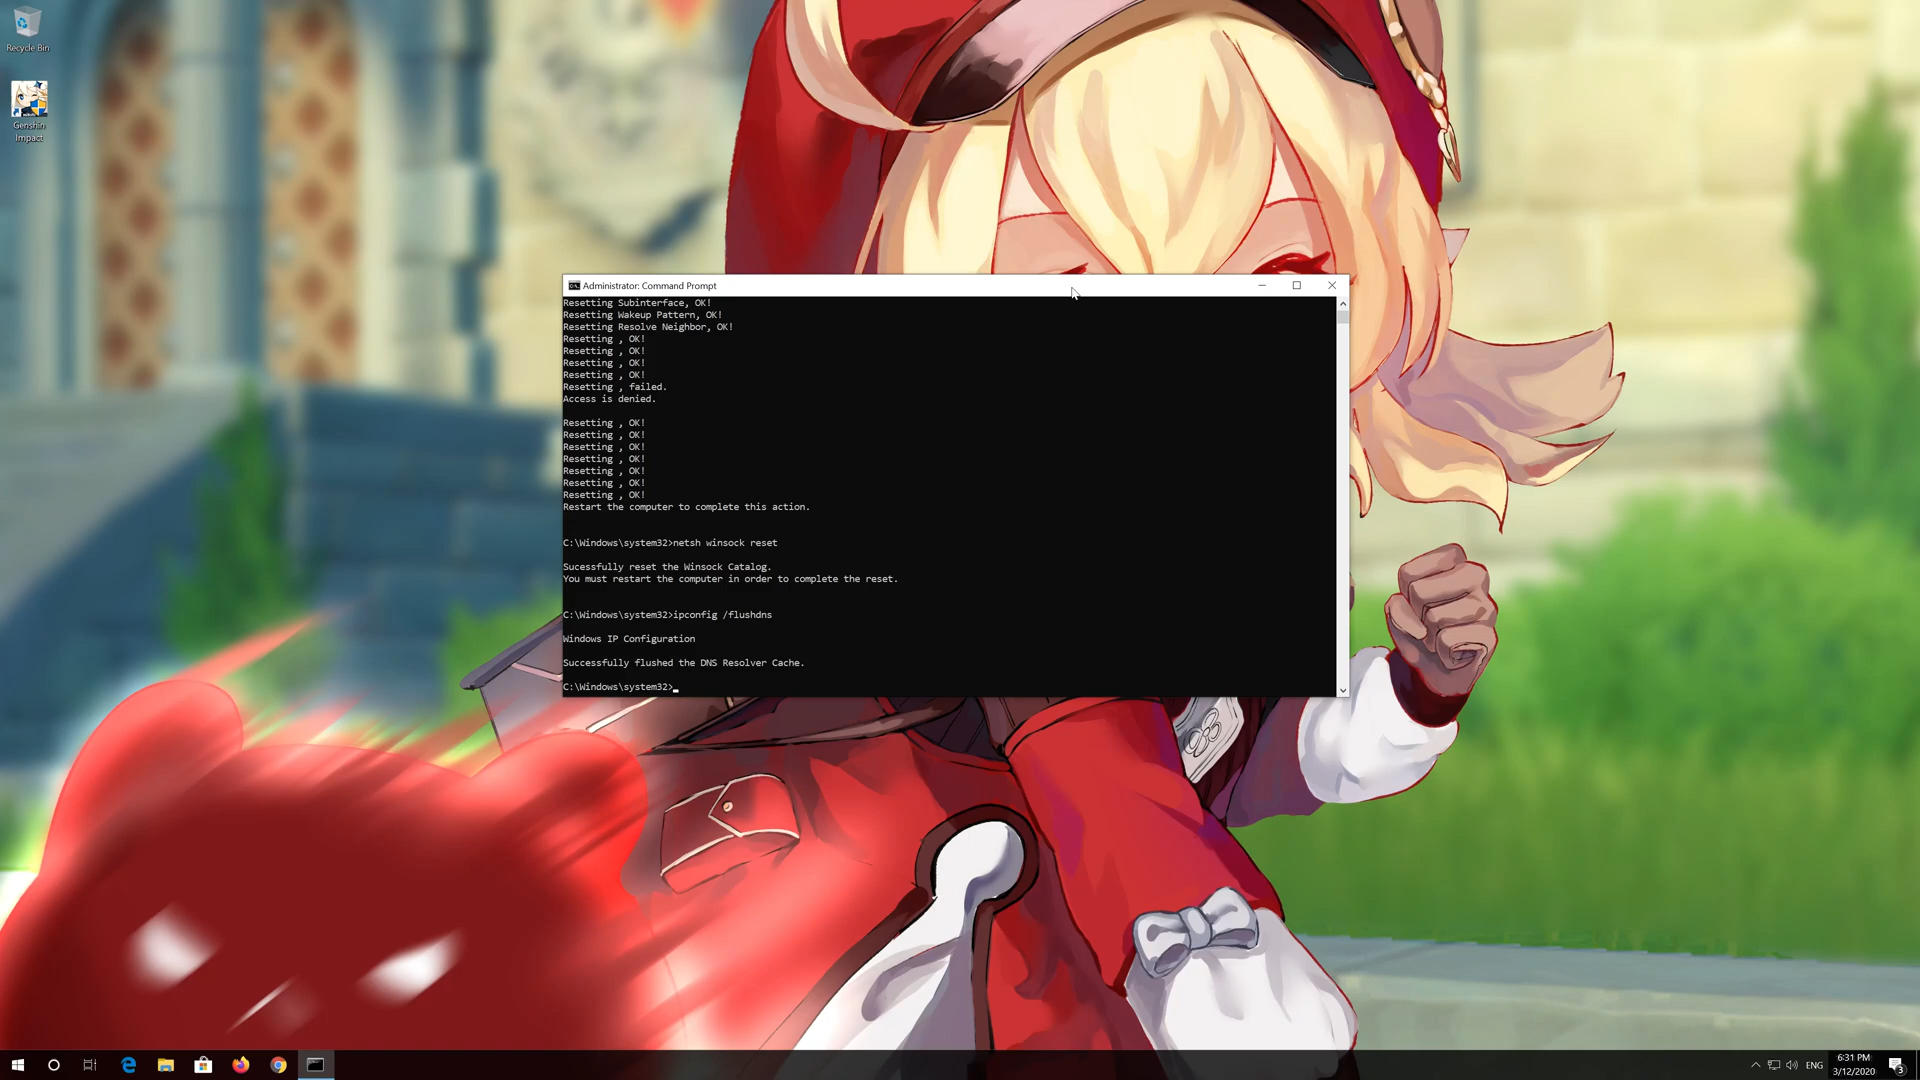 Recycle Bin
Genshin
Impact
Administrator: Command Prompt
Resetting Subinterface, OK!
Resetting Wakeup Pattern, OK!
Resetting Resolve Neighbor, OK!
Resetting , OK!
Resetting , OK!
Resetting , OK!
Resetting , OK!
Resetting , failed.
Access is denied.
Resetting , OK!
Resetting , OK!
Resetting , OK!
Resetting , OK!
Resetting , OK!
Resetting , OK!
Resetting , OK!
Restart the computer to complete this action.
C:\Windows\system32>netsh winsock reset
Sucessfully reset the Winsock Catalog.
You must restart the computer in order to complete the reset.
C:\Windows\system32>ipconfig /flushdns
Windows IP Configuration
Successfully flushed the DNS Resolver Cache.
C:\Windows\system32>
ENG
6:31 PM
3/12/2020
3